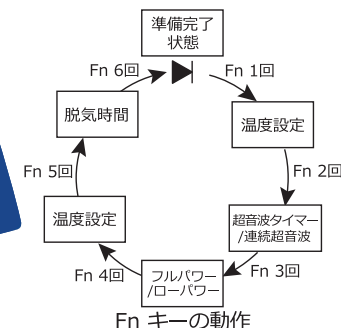 準備完了
状態
Fn 6回
Fn 1回
脱気時間
温度設定
Fn 5回
Fn 2回
温度設定
超音波タイマー
/連続超音波
Fn 4回
Fn 3回
フルパワー
/ローパワー
Fn キーの動作